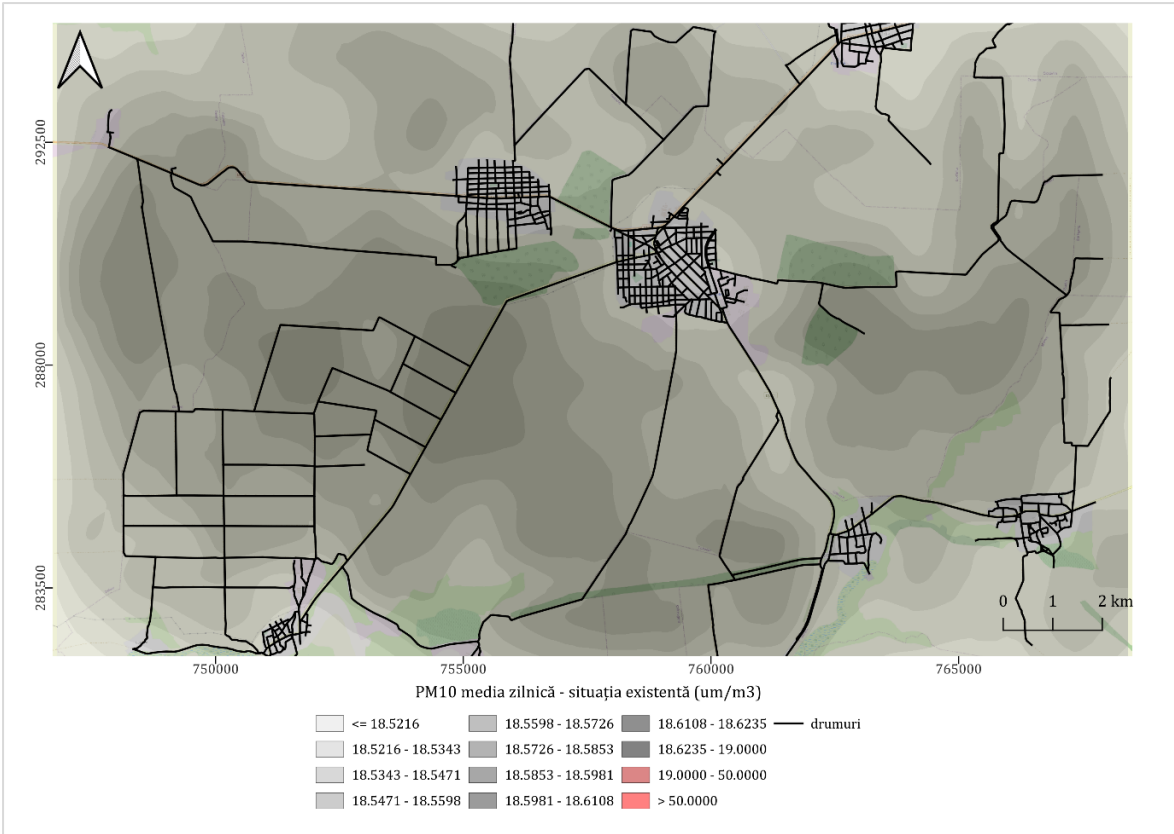 292500
288000
283500
0 1 2 km
750000 755000 760000 765000
PM10 media zilnică - situația existentă (um/m3)
<= 18.5216 18.5598 - 18.5726 18.6108 - 18.6235 drumuri
18.5216 - 18.5343 18.5726 - 18.5853 18.6235 - 19.0000
18.5343 - 18.5471 18.5853 - 18.5981 19.0000 - 50.0000
18.5471 - 18.5598 18.5981 - 18.6108 > 50.0000